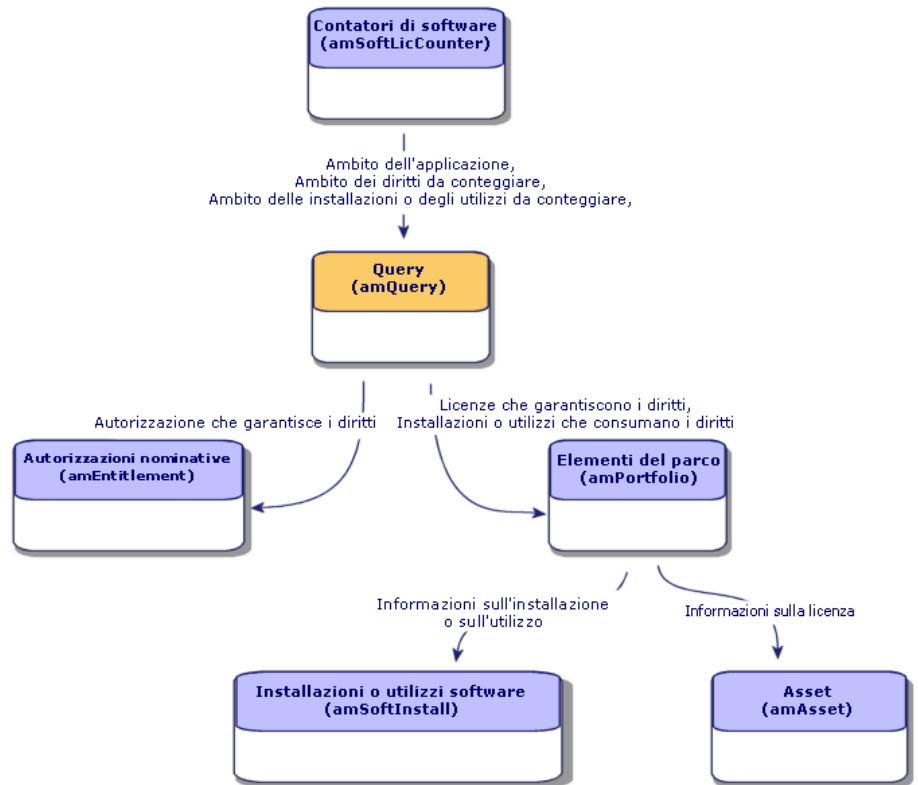 Contatori di software
(amSoftLicCounter)
Ambito dell'applicazione,
Ambito dei diritti da conteggiare,
Ambito delle installazioni o degli utilizzi da conteggiare,
Query
(amQuery)
Autorizzazione che garantisce i diritti
Licenze che garantiscono i diritti,
Installazioni o utilizzi che consumano i diritti
Autorizzazioni nominative
(amEntitlement)
Elementi del parco
(amPortfolio)
Informazioni sull'installazione
o sull'utilizzo
Informazioni sulla licenza
Installazioni o utilizzi software
(amSoftInstall)
Asset
(amAsset)